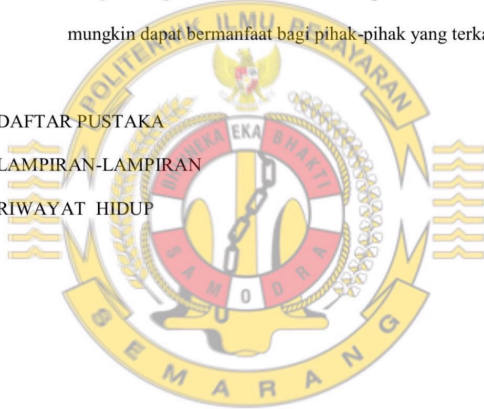 mungkin dapat bermanfaat bagi pihak-pihak yang
DAFTAR PUSTAKA
LAMPIRAN-LAMPIRAN
RIWAYAT HIDUP
POLITEKNIK ILMU PELAYARAN
BHINNEKA EKA BHAKTI
SAMODRA
SEMARANG